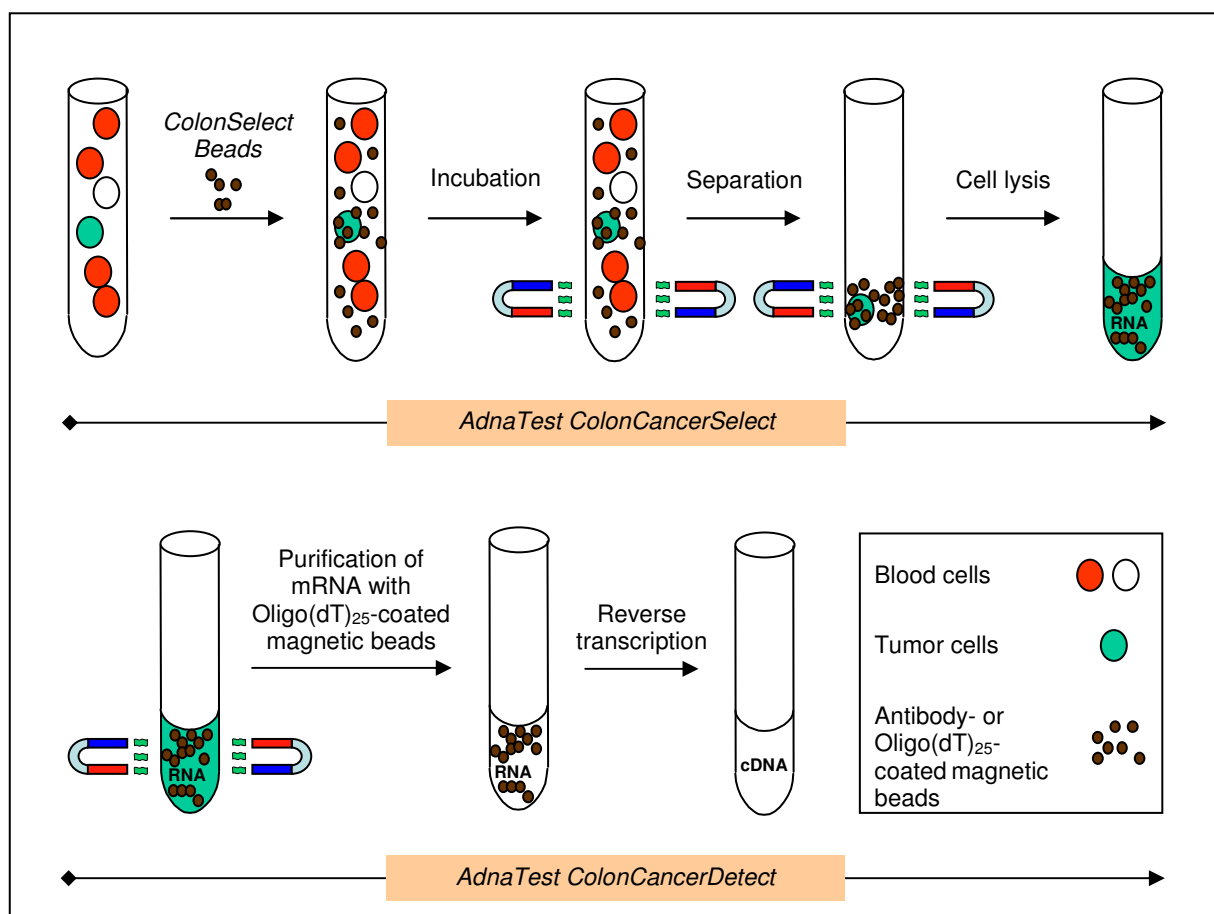 ColonSelect
Beads
Incubation
Separation
Cell lysis
RNA
AdnaTest ColonCancerSelect
Purification of
mRNA with
Oligo(dT)₂₅-coated
magnetic beads
Reverse
transcription
RNA
RNA
cDNA
Blood cells
Tumor cells
Antibody- or
Oligo(dT)₂₅-
coated magnetic
beads
AdnaTest ColonCancerDetect